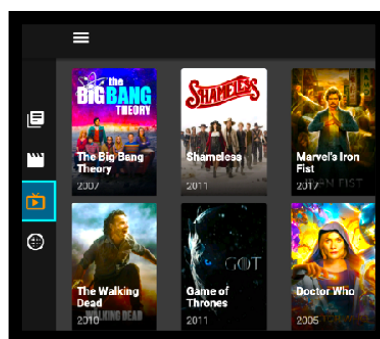 the
BIG BANG
THEORY
SHAMELESS
The Big Bang
Theory
2007
Shameless
2011
Marvel's Iron
Fist
2017
IRON FIST
GOT
The Walking
Dead
2010
WALKING DEAD
Game of
Thrones
2011
Doctor Who
2005